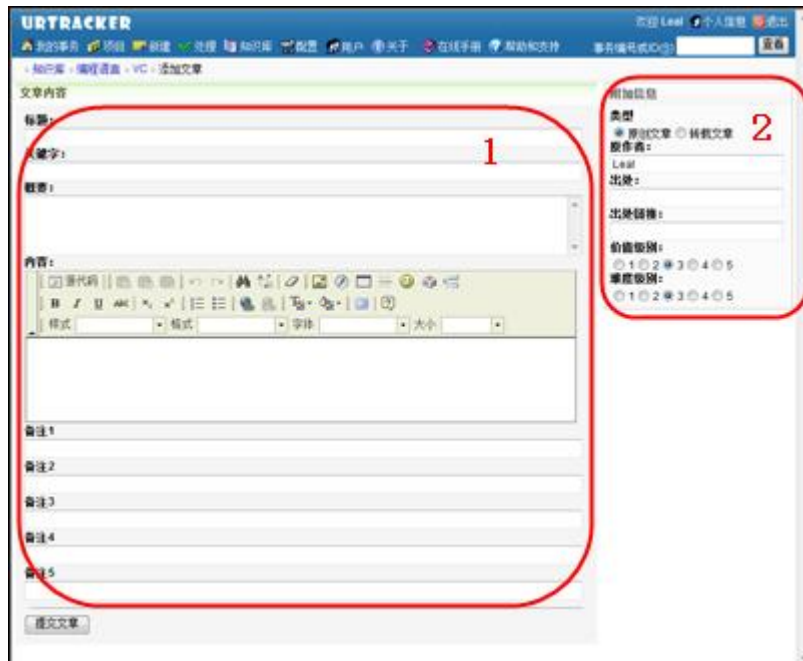 URTRACKER
欢迎 Leal 个人信息 退出
我的事务 项目 新建 处理 知识库 配置 用户 关于 在线手册 帮助和支持 事务编号或ID(S): 查看
知识库 编程语言 VC 添加文章
文章内容
附加信息
标题:
关键字:
概要:
内容:
源代码
样式 格式 字体 大小
备注1
备注2
备注3
备注4
备注5
提交文章
1
类型
原创文章 转载文章
原作者:
Leal
出处:
出处链接:
价值级别:
1 2 3 4 5
难度级别:
1 2 3 4 5
2